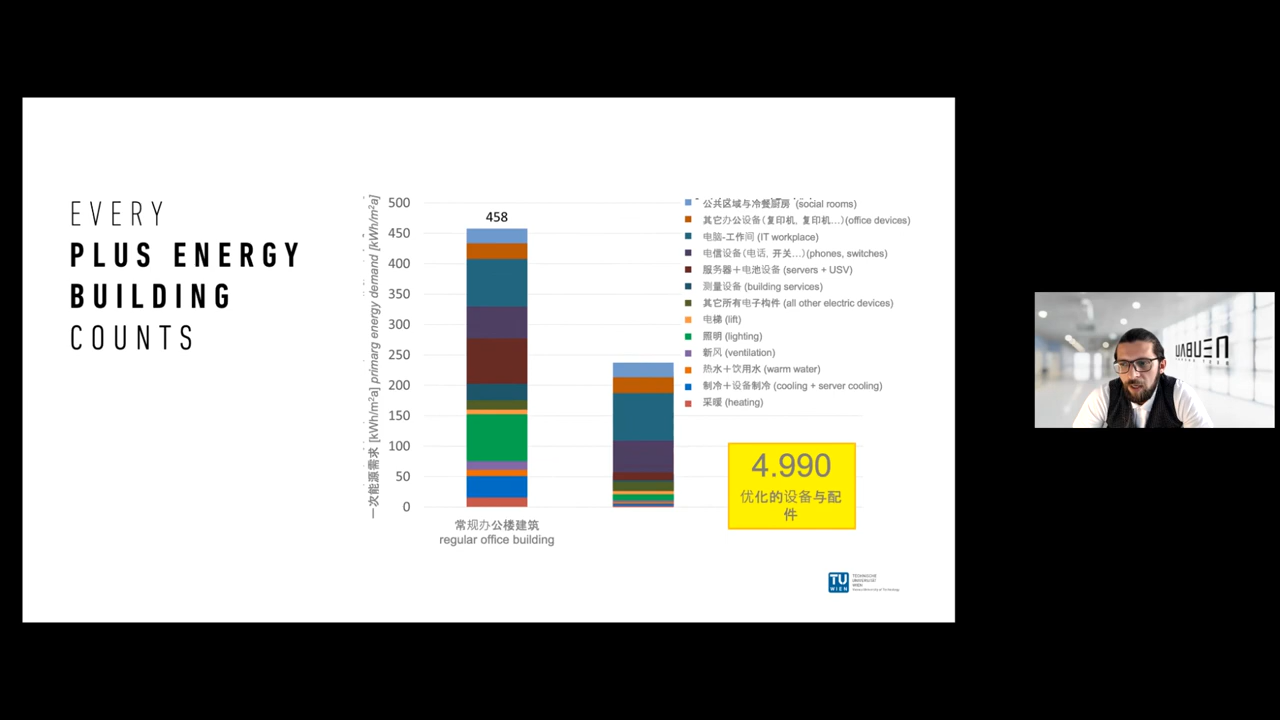 EVERY
PLUS ENERGY
BUILDING
COUNTS
一次能源需求 [kWh/m²a] primarg energy demand [kWh/m²a]
500
450
400
350
300
250
200
150
100
50
0
458
常规办公楼建筑
regular office building
公共区域与冷餐厨房 (social rooms)
其它办公设备（复印机, 复印机…）(office devices)
电脑-工作间 (IT workplace)
电信设备（电话, 开关…）(phones, switches)
服务器＋电池设备 (servers + USV)
测量设备 (building services)
其它所有电子构件 (all other electric devices)
电梯 (lift)
照明 (lighting)
新风 (ventilation)
热水＋饮用水 (warm water)
制冷＋设备制冷 (cooling + server cooling)
采暖 (heating)
4.990
优化的设备与配
件
TU
WIEN
TECHNISCHE
UNIVERSITÄT
WIEN